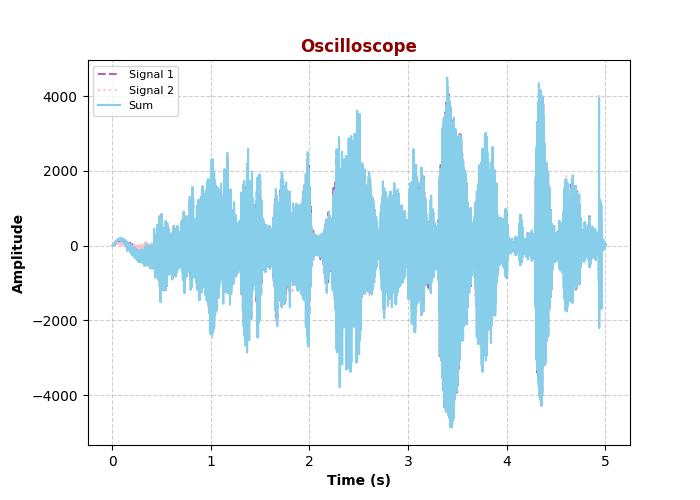 Oscilloscope
Signal 1
Signal 2
Sum
4000
2000
0
−2000
−4000
Amplitude
0 1 2 3 4 5
Time (s)